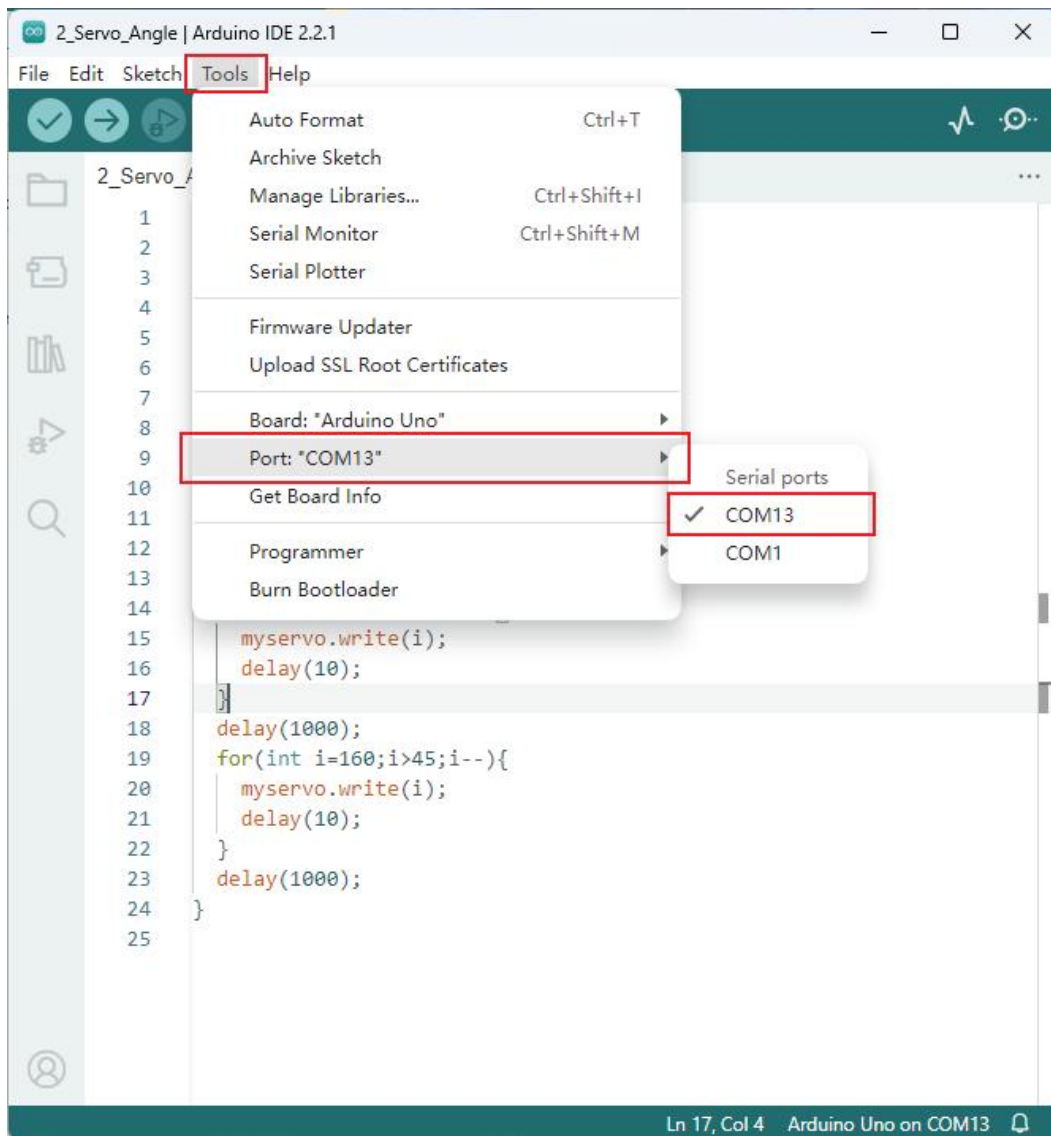 2_Servo_Angle | Arduino IDE 2.2.1
File Edit Sketch Tools Help
Auto Format Ctrl+T
Archive Sketch
Manage Libraries... Ctrl+Shift+I
Serial Monitor Ctrl+Shift+M
Serial Plotter
Firmware Updater
Upload SSL Root Certificates
Board: "Arduino Uno"
Port: "COM13"
Get Board Info
Programmer
Burn Bootloader
Serial ports
COM13
COM1
2_Servo_
1
2
3
4
5
6
7
8
9
10
11
12
13
14
15 myservo.write(i);
16 delay(10);
17 }
18 delay(1000);
19 for(int i=160;i>45;i--){
20 myservo.write(i);
21 delay(10);
22 }
23 delay(1000);
24 }
25
Ln 17, Col 4 Arduino Uno on COM13